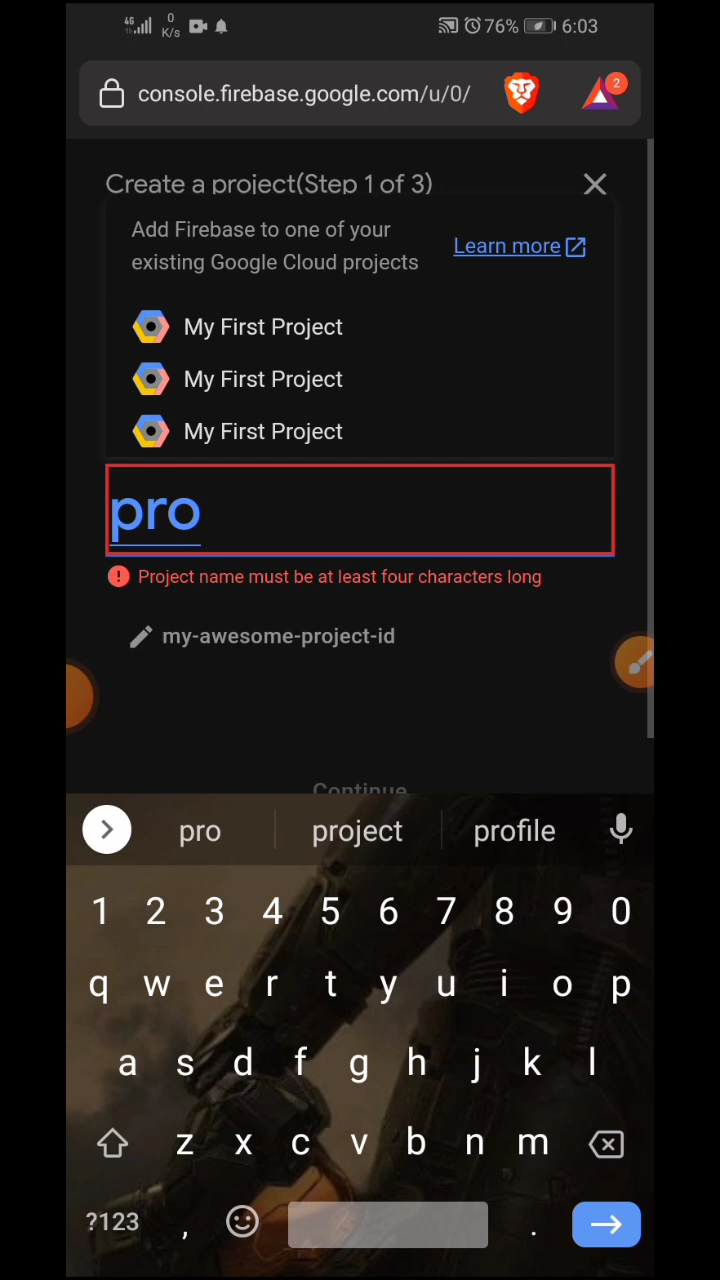 4G 0 K/s 76% 6:03
console.firebase.google.com/u/0/ 2
Create a project(Step 1 of 3)
Add Firebase to one of your
existing Google Cloud projects
Learn more
My First Project
My First Project
My First Project
pro
Project name must be at least four characters long
my-awesome-project-id
Continue
pro project profile
1 2 3 4 5 6 7 8 9 0
q w e r t y u i o p
a s d f g h j k l
z x c v b n m
?123 , .